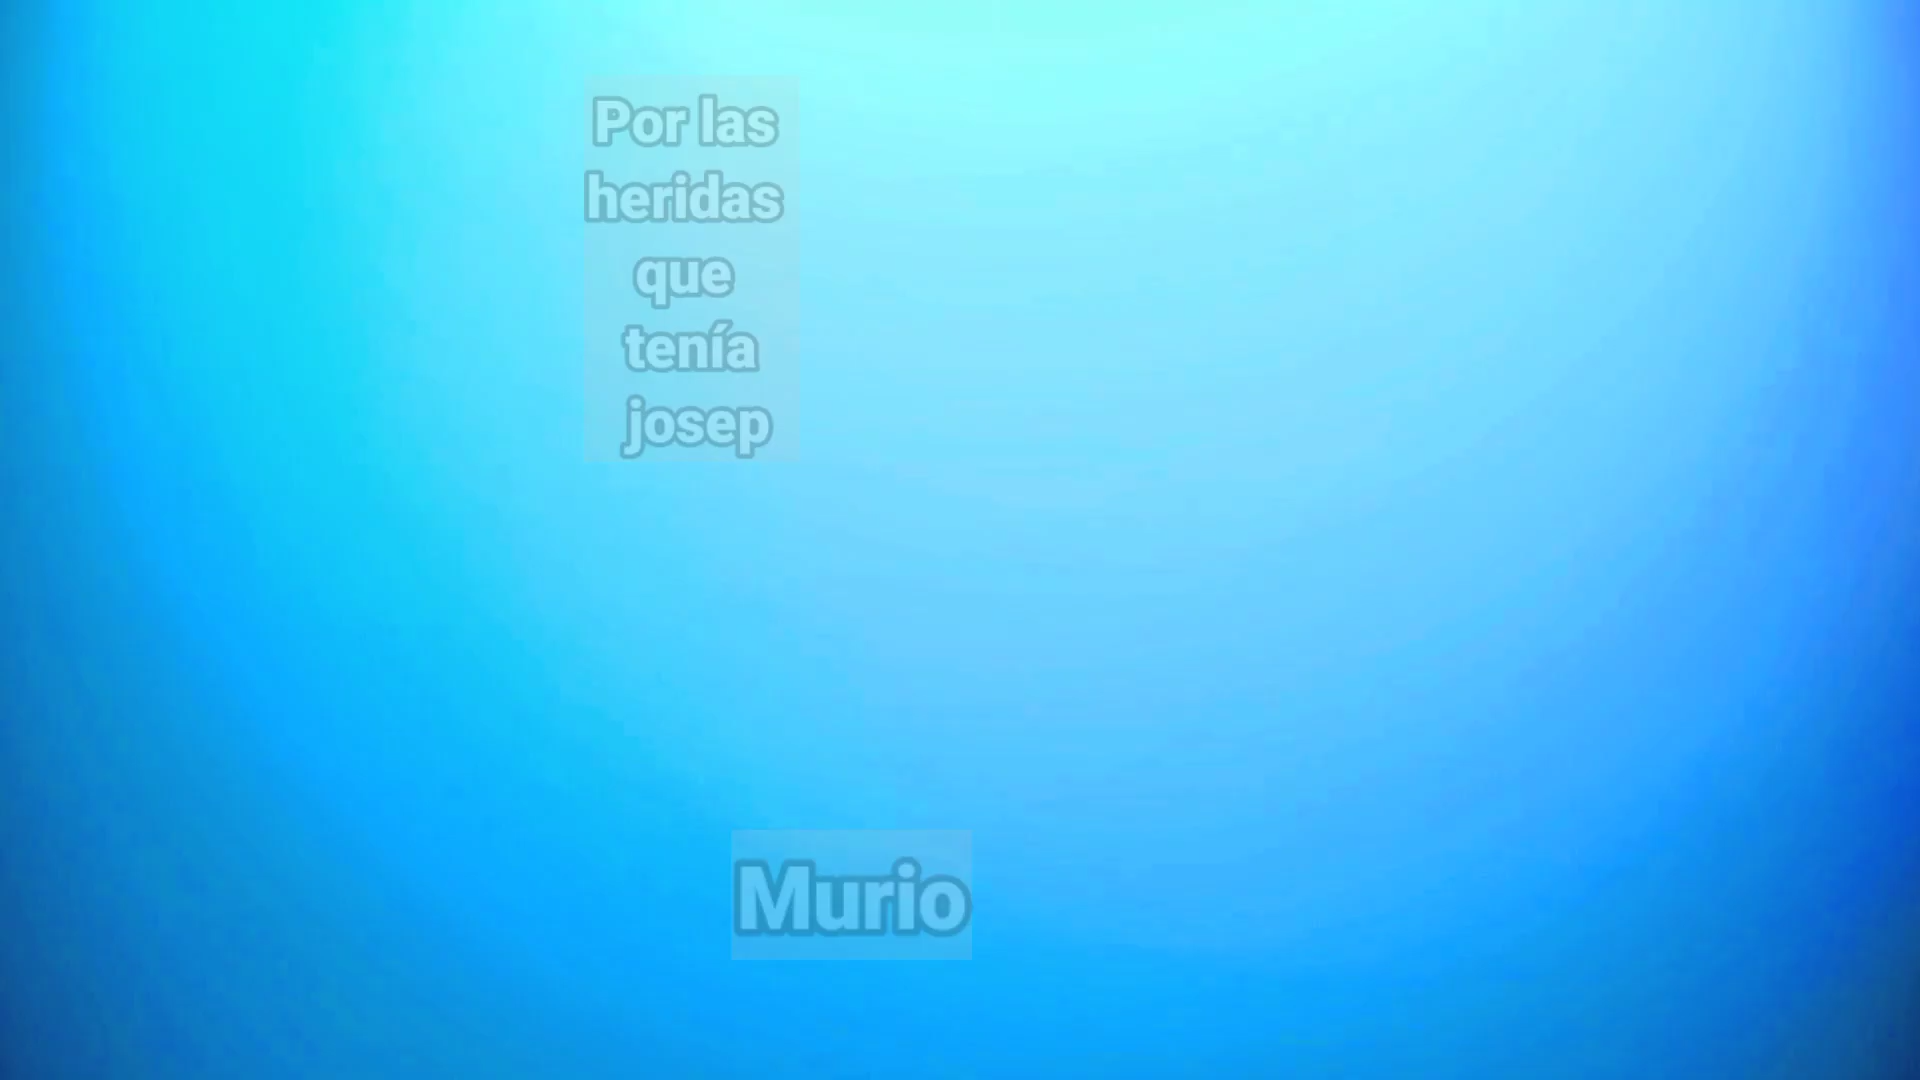 Por las
heridas
que
tenía
josep
Murio